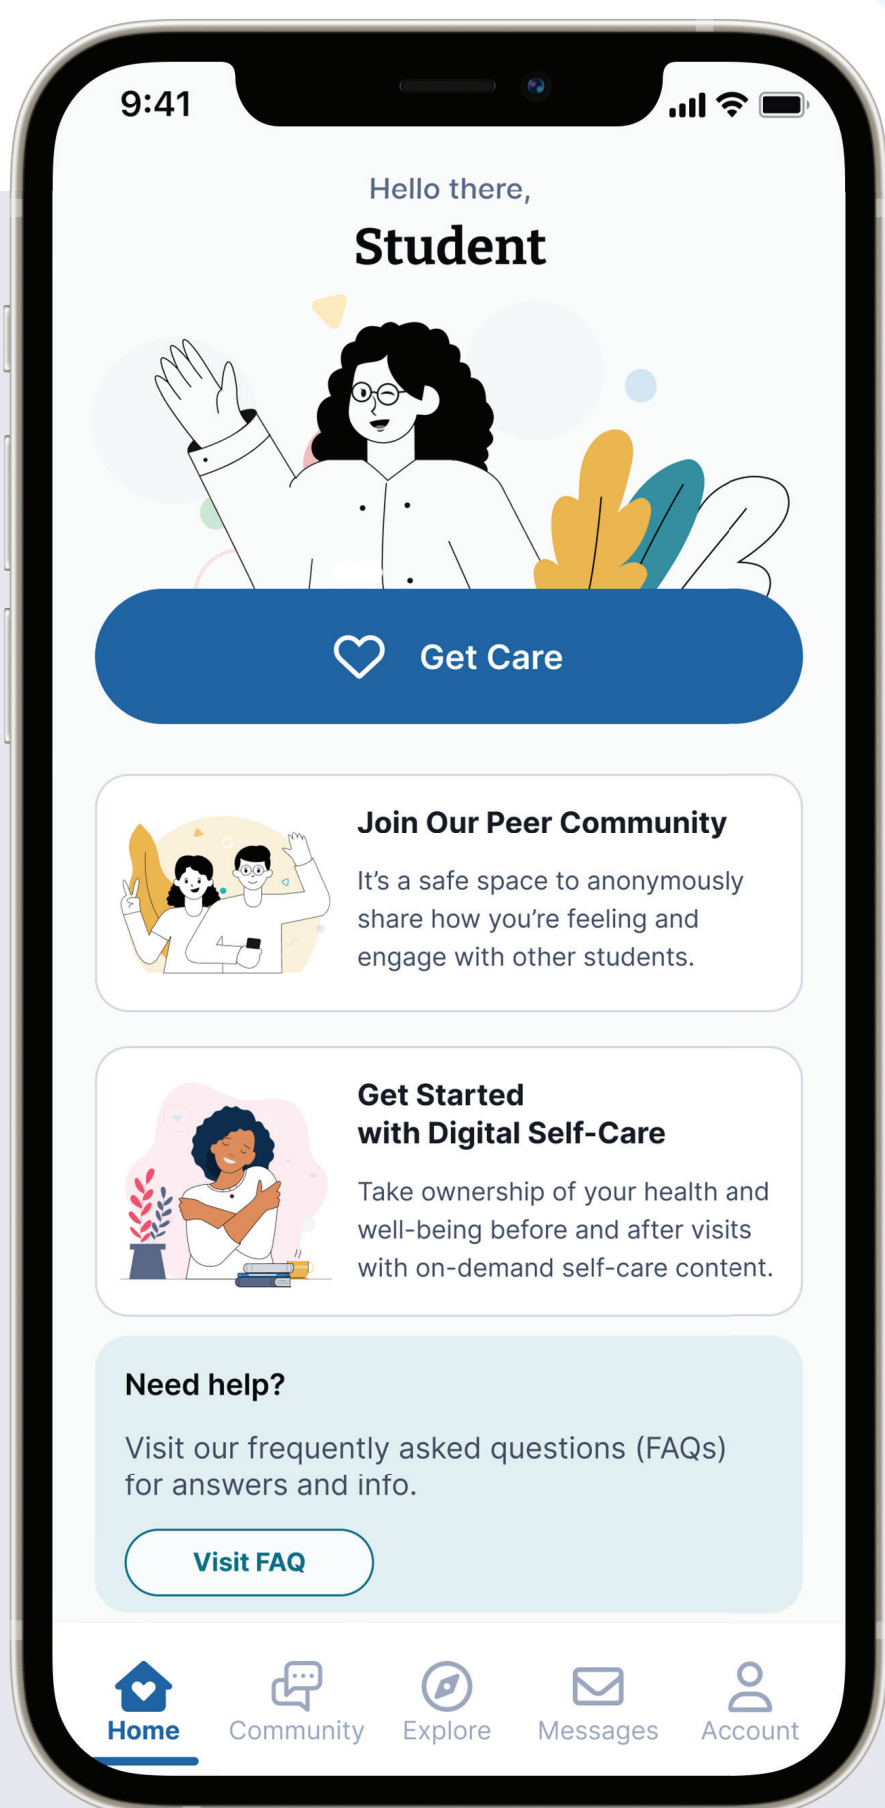 9:41
Hello there,
Student
Get Care
Join Our Peer Community
It's a safe space to anonymously
share how you're feeling and
engage with other students.
Get Started
with Digital Self-Care
Take ownership of your health and
well-being before and after visits
with on-demand self-care content.
Need help?
Visit our frequently asked questions (FAQs)
for answers and info.
Visit FAQ
Home
Community
Explore
Messages
Account